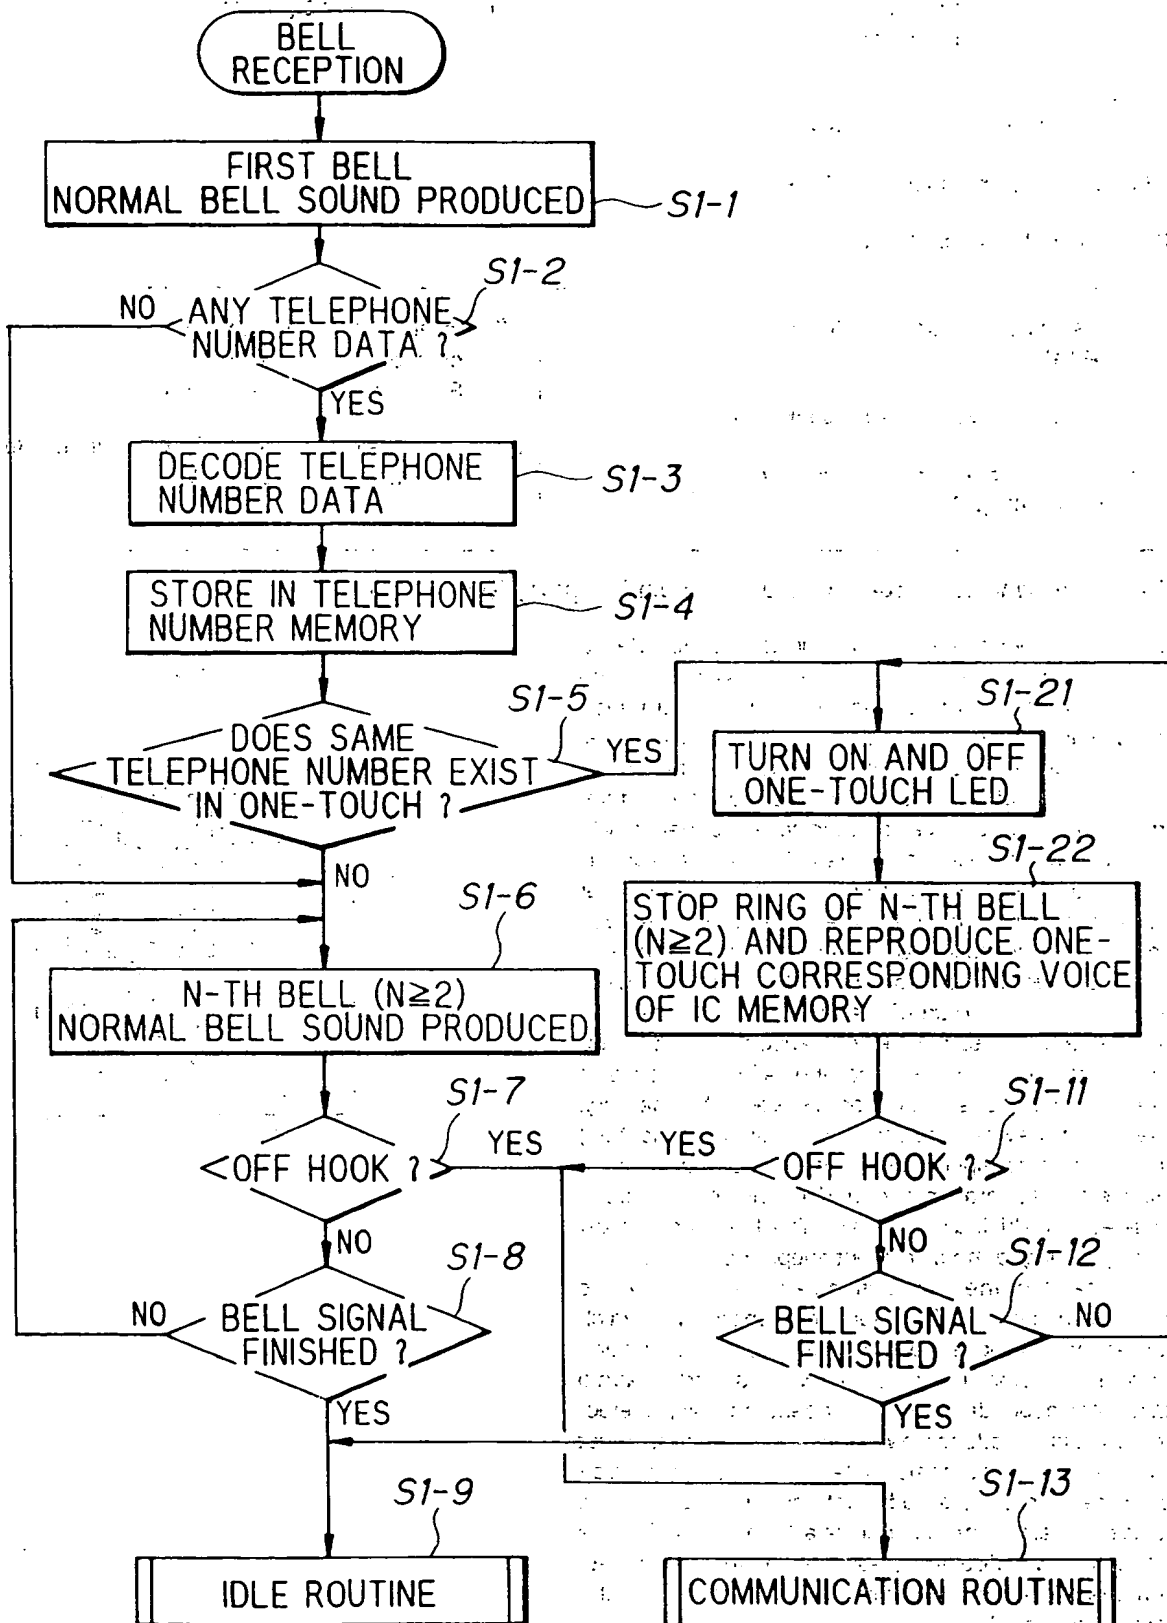 BELL
RECEPTION
FIRST BELL
NORMAL BELL SOUND PRODUCED
S1-1
S1-2
NO
ANY TELEPHONE
NUMBER DATA ?
YES
DECODE TELEPHONE
NUMBER DATA
S1-3
STORE IN TELEPHONE
NUMBER MEMORY
S1-4
S1-5
DOES SAME
TELEPHONE NUMBER EXIST
IN ONE-TOUCH ?
YES
NO
S1-21
TURN ON AND OFF
ONE-TOUCH LED
S1-22
STOP RING OF N-TH BELL
(N≧2) AND REPRODUCE ONE-
TOUCH CORRESPONDING VOICE
OF IC MEMORY
S1-6
N-TH BELL (N≧2)
NORMAL BELL SOUND PRODUCED
S1-7
OFF HOOK ?
YES
NO
S1-11
YES
OFF HOOK ?
NO
S1-8
NO
BELL SIGNAL
FINISHED ?
YES
S1-12
BELL SIGNAL
FINISHED ?
NO
YES
S1-9
IDLE ROUTINE
S1-13
COMMUNICATION ROUTINE